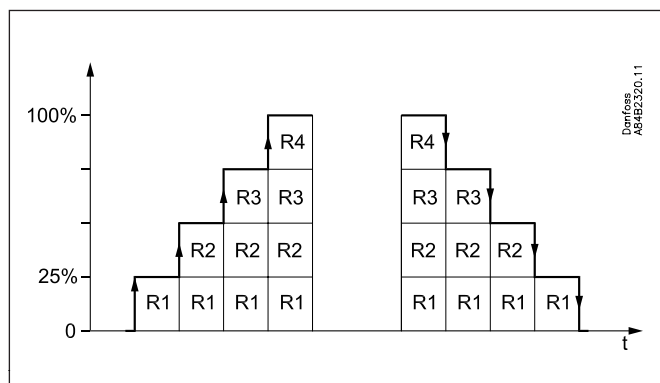 Danfoss
A84B2320.11
100%
R4 R4
R3 R3 R3 R3
R2 R2 R2 R2 R2 R2
25%
R1 R1 R1 R1 R1 R1 R1 R1
0
t